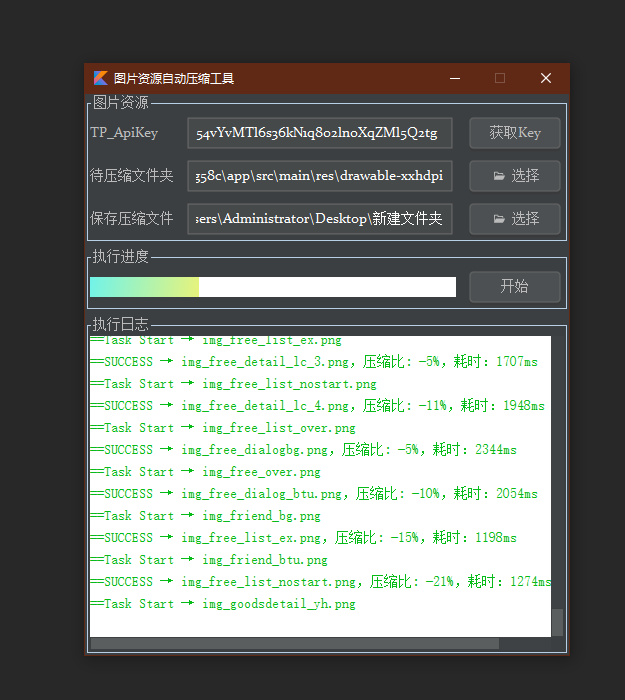 图片资源自动压缩工具
图片资源
TP_ApiKey 54vYvMTl6s36kN1q8o2lnoXqZMl5Q2tg 获取Key
待压缩文件夹 358c\app\src\main\res\drawable-xxhdpi 选择
保存压缩文件 sers\Administrator\Desktop\新建文件夹 选择
执行进度
开始
执行日志
==Task Start → img_free_list_ex.png
==SUCCESS → img_free_detail_lc_3.png, 压缩比: -5%, 耗时: 1707ms
==Task Start → img_free_list_nostart.png
==SUCCESS → img_free_detail_lc_4.png, 压缩比: -11%, 耗时: 1948ms
==Task Start → img_free_list_over.png
==SUCCESS → img_free_dialogbg.png, 压缩比: -5%, 耗时: 2344ms
==Task Start → img_free_over.png
==SUCCESS → img_free_dialog_btu.png, 压缩比: -10%, 耗时: 2054ms
==Task Start → img_friend_bg.png
==SUCCESS → img_free_list_ex.png, 压缩比: -15%, 耗时: 1198ms
==Task Start → img_friend_btu.png
==SUCCESS → img_free_list_nostart.png, 压缩比: -21%, 耗时: 1274ms
==Task Start → img_goodsdetail_yh.png